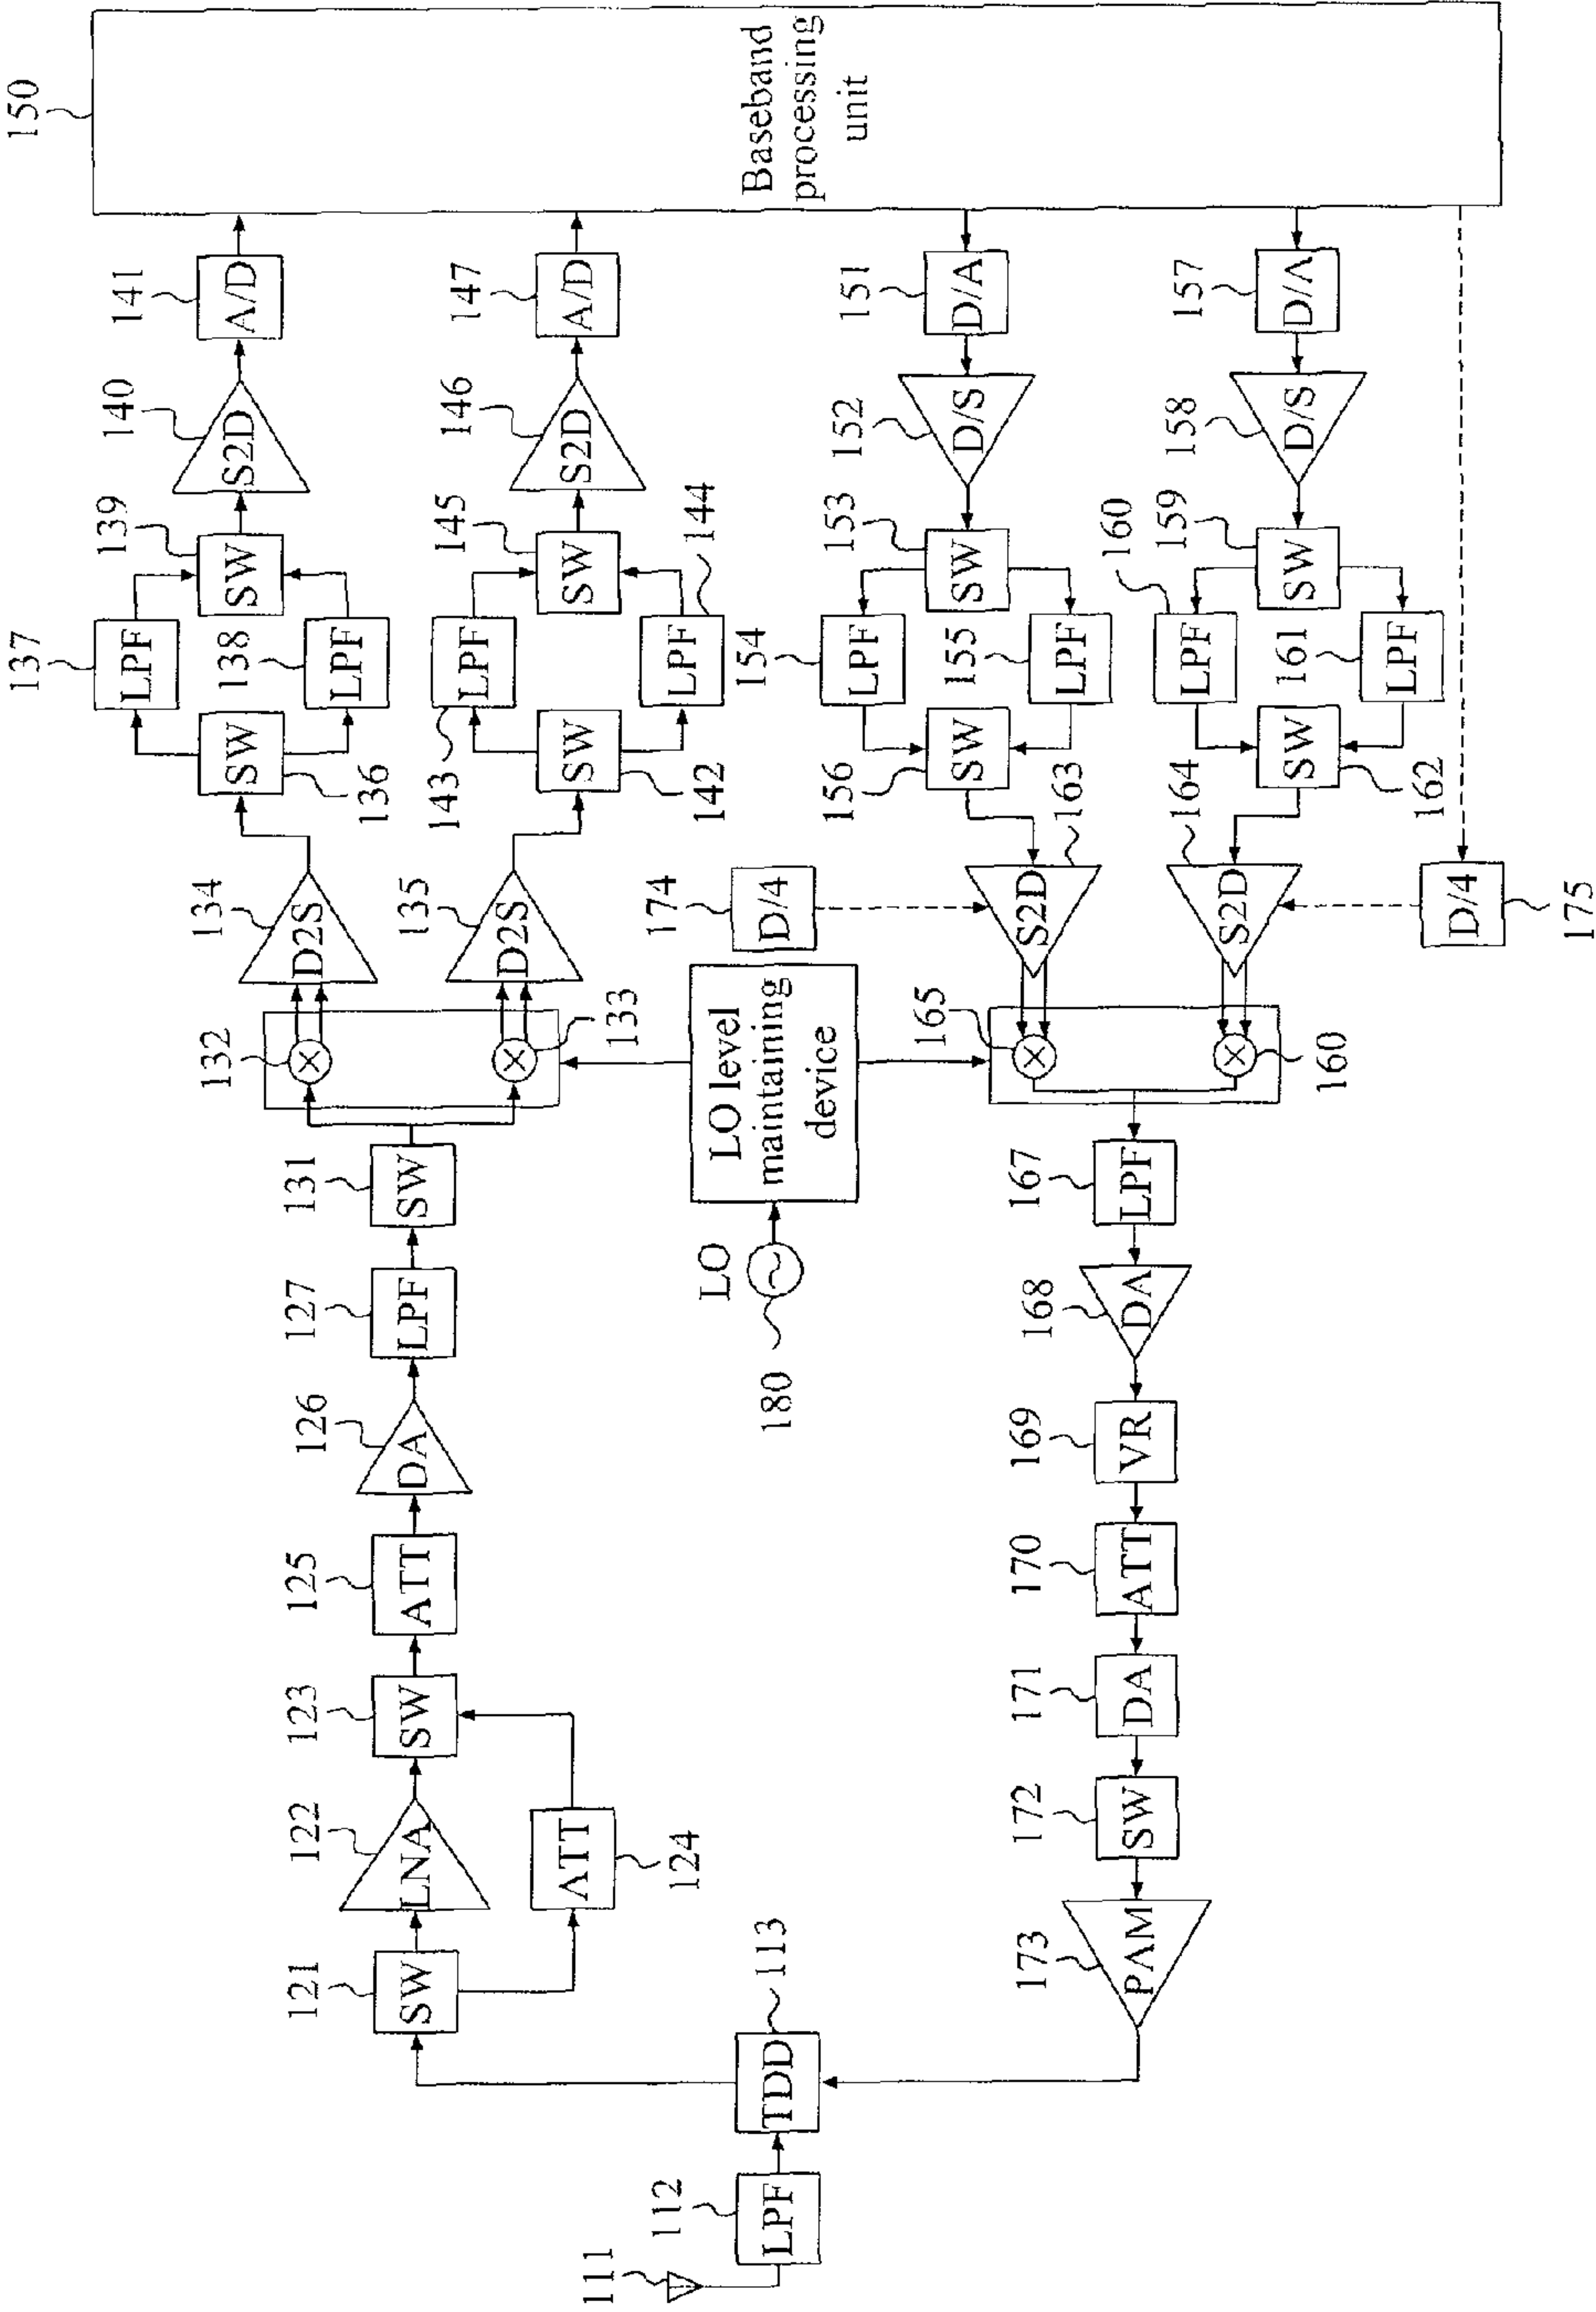 150
Baseband
processing
unit
141
A/D
147
A/D
151
D/A
157
D/A
140
S2D
146
S2D
152
D/S
158
D/S
139
SW
145
SW
144
153
SW
160
159
SW
137
LPF
138
LPF
LPF
143
LPF
154
LPF
155
LPF
LPF
161
LPF
SW
136
SW
142
156
SW
163
164
SW
162
134
D2S
135
D2S
174
D/4
S2D
S2D
D/4
175
132
133
LO level
maintaining
device
165
160
131
SW
167
LPF
127
LPF
LO
180
168
DA
126
DA
169
VR
125
ATT
170
ATT
123
SW
171
DA
122
LNA
ATT
124
172
SW
121
SW
173
PAM
113
TDD
112
LPF
111